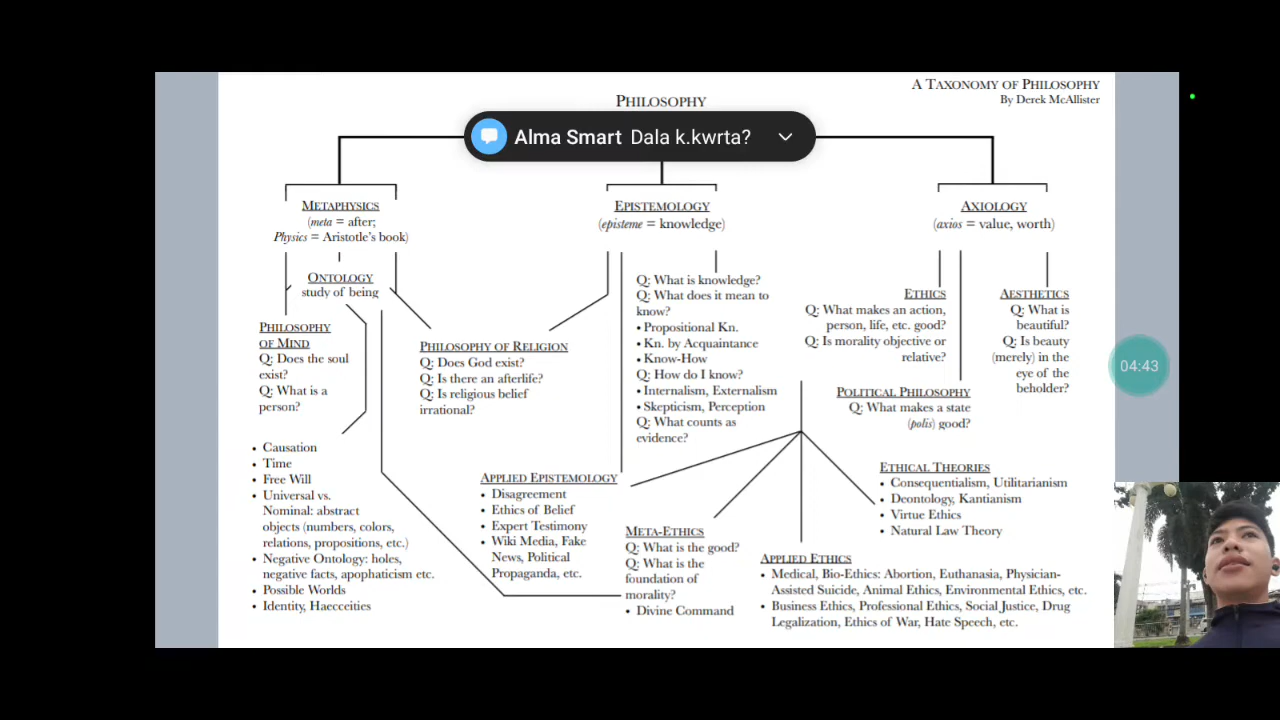 A TAXONOMY OF PHILOSOPHY
By Derek McAllister
PHILOSOPHY
Alma Smart Dala k.kwrta?
METAPHYSICS
(meta = after;
Physics = Aristotle's book)
ONTOLOGY
study of being
PHILOSOPHY
OF MIND
Q: Does the soul
exist?
Q: What is a
person?
• Causation
• Time
• Free Will
• Universal vs.
Nominal: abstract
objects (numbers, colors,
relations, propositions, etc.)
• Negative Ontology: holes,
negative facts, apophaticism etc.
• Possible Worlds
• Identity, Haecceities
PHILOSOPHY OF RELIGION
Q: Does God exist?
Q: Is there an afterlife?
Q: Is religious belief
irrational?
EPISTEMOLOGY
(episteme = knowledge)
Q: What is knowledge?
Q: What does it mean to
know?
• Propositional Kn.
• Kn. by Acquaintance
• Know-How
Q: How do I know?
• Internalism, Externalism
• Skepticism, Perception
Q: What counts as
evidence?
APPLIED EPISTEMOLOGY
• Disagreement
• Ethics of Belief
• Expert Testimony
• Wiki Media, Fake
News, Political
Propaganda, etc.
AXIOLOGY
(axios = value, worth)
ETHICS
Q: What makes an action,
person, life, etc. good?
Q: Is morality objective or
relative?
AESTHETICS
Q: What is
beautiful?
Q: Is beauty
(merely) in the
eye of the
beholder?
POLITICAL PHILOSOPHY
Q: What makes a state
(polis) good?
META-ETHICS
Q: What is the good?
Q: What is the
foundation of
morality?
• Divine Command
APPLIED ETHICS
• Medical, Bio-Ethics: Abortion, Euthanasia, Physician-
Assisted Suicide, Animal Ethics, Environmental Ethics, etc.
• Business Ethics, Professional Ethics, Social Justice, Drug
Legalization, Ethics of War, Hate Speech, etc.
ETHICAL THEORIES
• Consequentialism, Utilitarianism
• Deontology, Kantianism
• Virtue Ethics
• Natural Law Theory
04:43